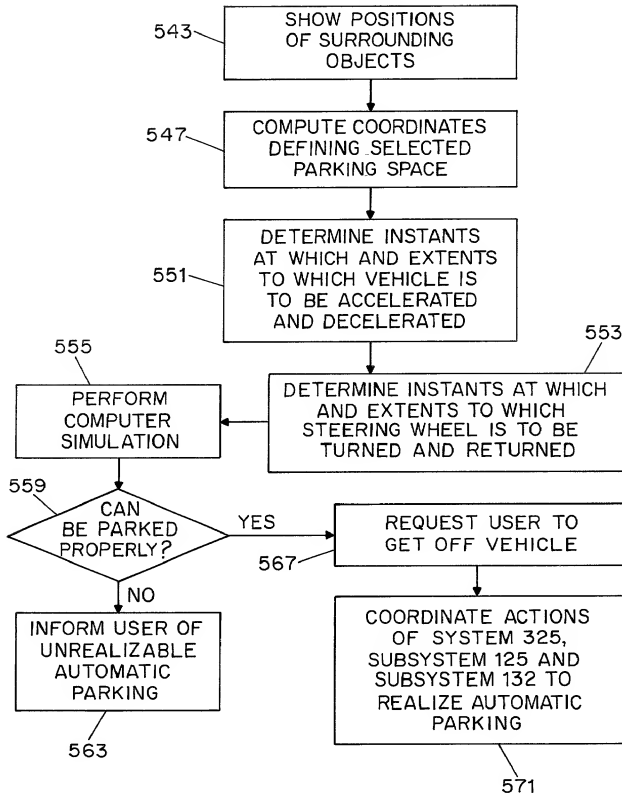 543
SHOW POSITIONS
OF SURROUNDING
OBJECTS
547
COMPUTE COORDINATES
DEFINING SELECTED
PARKING SPACE
551
DETERMINE INSTANTS
AT WHICH AND EXTENTS
TO WHICH VEHICLE IS
TO BE ACCELERATED
AND DECELERATED
553
DETERMINE INSTANTS AT WHICH
AND EXTENTS TO WHICH
STEERING WHEEL IS TO BE
TURNED AND RETURNED
555
PERFORM
COMPUTER
SIMULATION
559
CAN
BE PARKED
PROPERLY?
YES
NO
567
REQUEST USER TO
GET OFF VEHICLE
INFORM USER OF
UNREALIZABLE
AUTOMATIC
PARKING
563
COORDINATE ACTIONS
OF SYSTEM 325,
SUBSYSTEM 125 AND
SUBSYSTEM 132 TO
REALIZE AUTOMATIC
PARKING
571